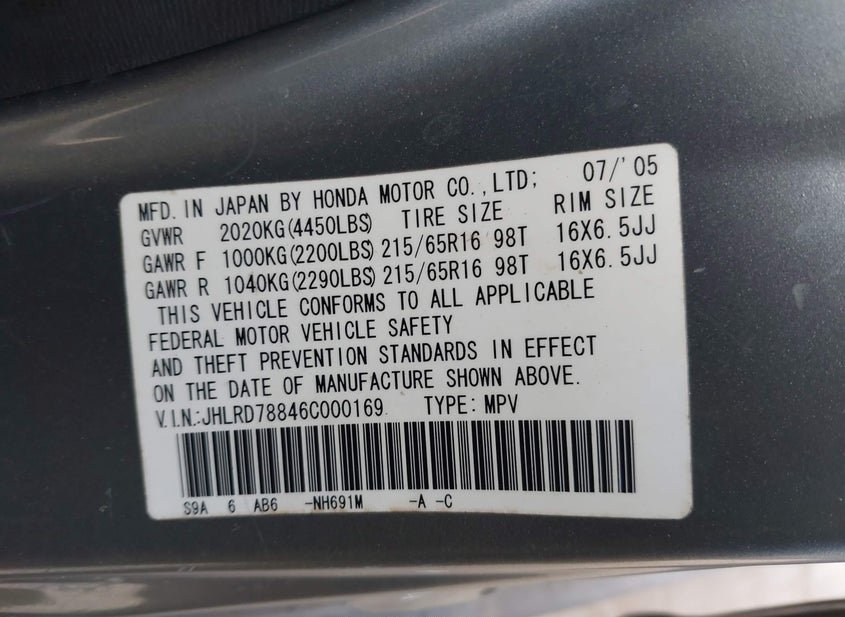 MFD. IN JAPAN BY HONDA MOTOR CO.,LTD; 07/'05
GVWR 2020KG(4450LBS) TIRE SIZE RIM SIZE
GAWR F 1000KG(2200LBS) 215/65R16 98T 16X6.5JJ
GAWR R 1040KG(2290LBS) 215/65R16 98T 16X6.5JJ
THIS VEHICLE CONFORMS TO ALL APPLICABLE
FEDERAL MOTOR VEHICLE SAFETY
AND THEFT PREVENTION STANDARDS IN EFFECT
ON THE DATE OF MANUFACTURE SHOWN ABOVE.
V.I.N.:JHLRD78846C000169 TYPE: MPV
S9A 6 AB6 -NH691M -A -C